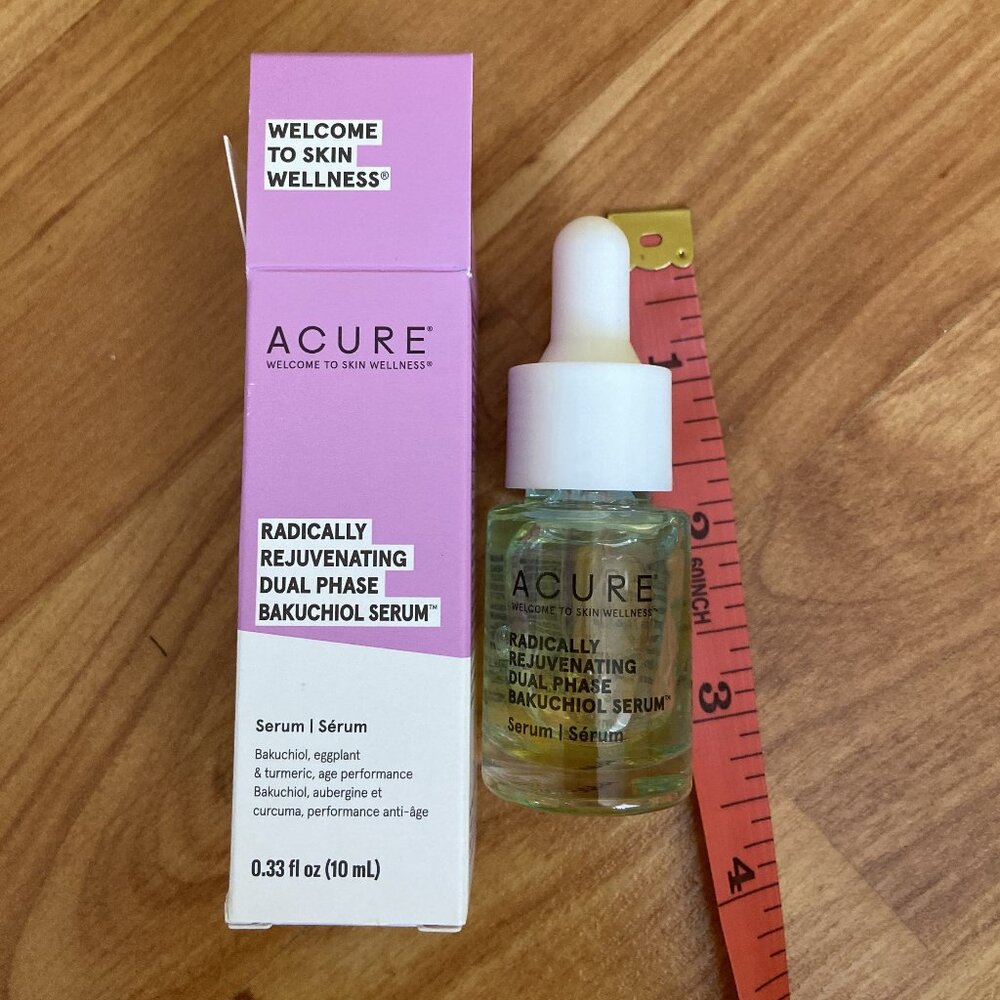 WELCOME
TO SKIN
WELLNESS®
ACURE®
WELCOME TO SKIN WELLNESS®
RADICALLY
REJUVENATING
DUAL PHASE
BAKUCHIOL SERUM™
Serum | Sérum
Bakuchiol, eggplant
& turmeric, age performance
Bakuchiol, aubergine et
curcuma, performance anti-âge
0.33 fl oz (10 mL)
ACURE
WELCOME TO SKIN WELLNESS™
RADICALLY
REJUVENATING
DUAL PHASE
BAKUCHIOL SERUM™
Serum | Sérum
1
2
60INCH
3
4